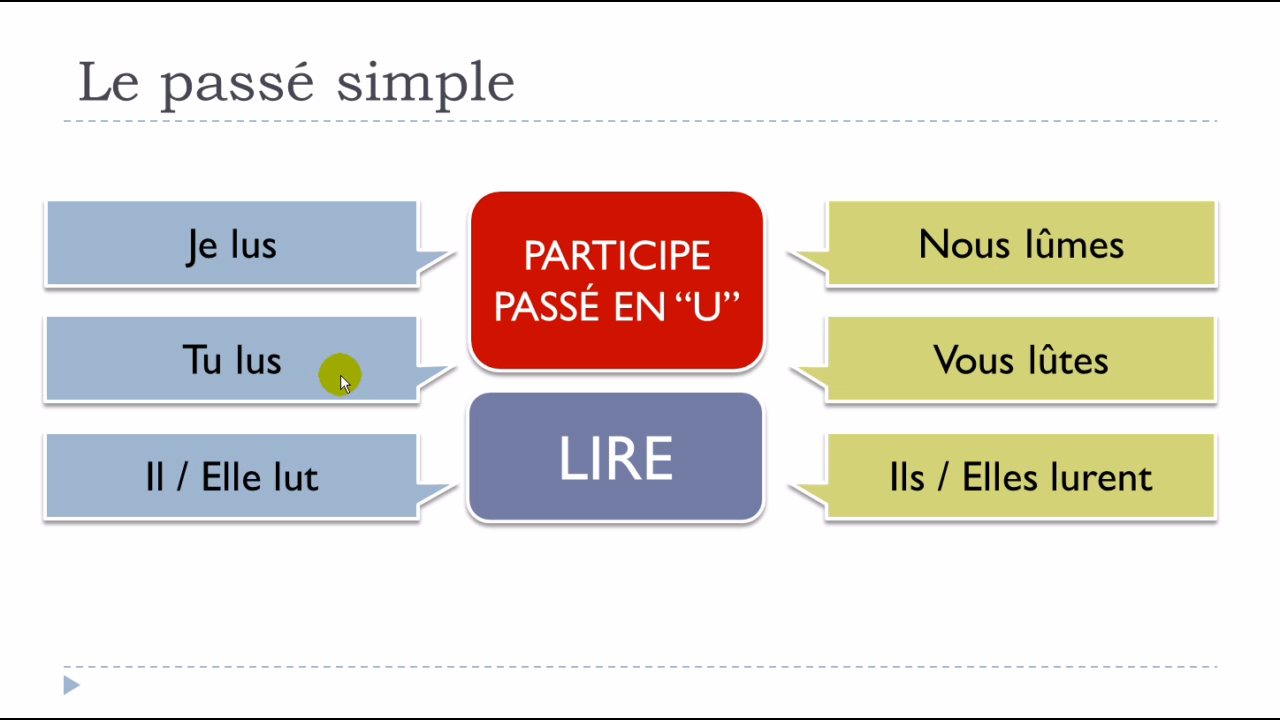 Le passé simple
Je lus
Tu lus
Il / Elle lut
PARTICIPE
PASSÉ EN “U”
LIRE
Nous lûmes
Vous lûtes
Ils / Elles lurent